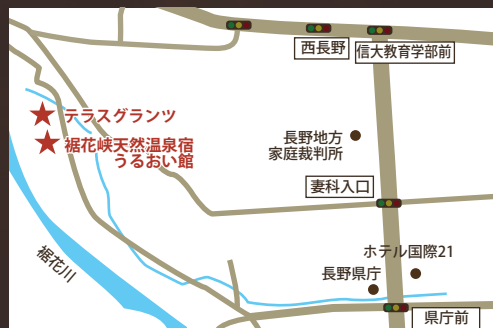 西長野
信大教育学部前
テラスグランツ
裾花峡天然温泉宿
うるおい館
長野地方
家庭裁判所
妻科入口
裾花川
ホテル国際21
長野県庁
県庁前